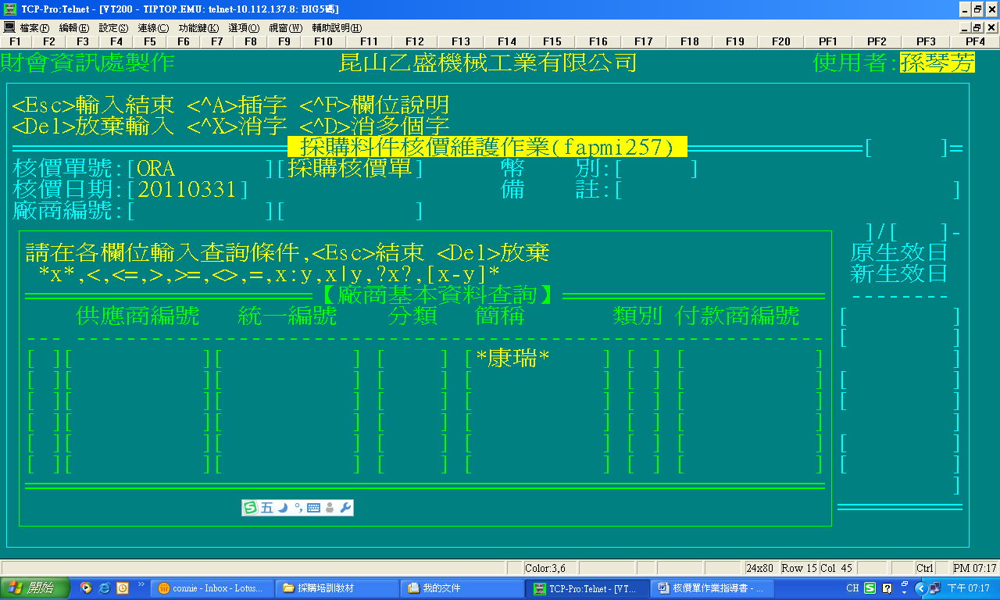 TCP-Pro:Telnet - [VT200 - TIPTOP.EMU: telnet-10.112.137.8: BIG5碼]
檔案(F) 編輯(E) 設定(S) 連線(C) 功能鍵(K) 選項(O) 視窗(W) 輔助說明(H)
F1 F2 F3 F4 F5 F6 F7 F8 F9 F10 F11 F12 F13 F14 F15 F16 F17 F18 F19 F20 PF1 PF2 PF3 PF4
財會資訊處製作 昆山乙盛機械工業有限公司 使用者:孫琴芳
<Esc>輸入結束 <^A>插字 <^F>欄位說明
<Del>放棄輸入 <^X>消字 <^D>消多個字
採購料件核價維護作業(fapmi257) [ ]=
核價單號:[ORA ][採購核價單] 幣 別:[ ]
核價日期:[20110331] 備 註:[ ]
廠商編號:[ ][ ]
]/[ ]-
請在各欄位輸入查詢條件,<Esc>結束 <Del>放棄 原生效日
*x*,<,<=,>,>=,<>,=,x:y,x|y,?x?,[x-y]* 新生效日
【廠商基本資料查詢】
供應商編號 統一編號 分類 簡稱 類別 付款商編號
[ ][ ][ ] [ ] [*康瑞* ] [ ] [ ]
五
Color:3,6 24x80 Row 15 Col 45 Ctrl PM 07:17
開始 connie - Inbox - Lotus... 採購培訓教材 我的文件 TCP-Pro:Telnet - [VT... 核價單作業指導書 - ... CH 下午 07:17